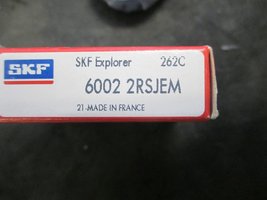 SKF Explorer 262C
SKF
6002 2RSJEM
21-MADE IN FRANCE